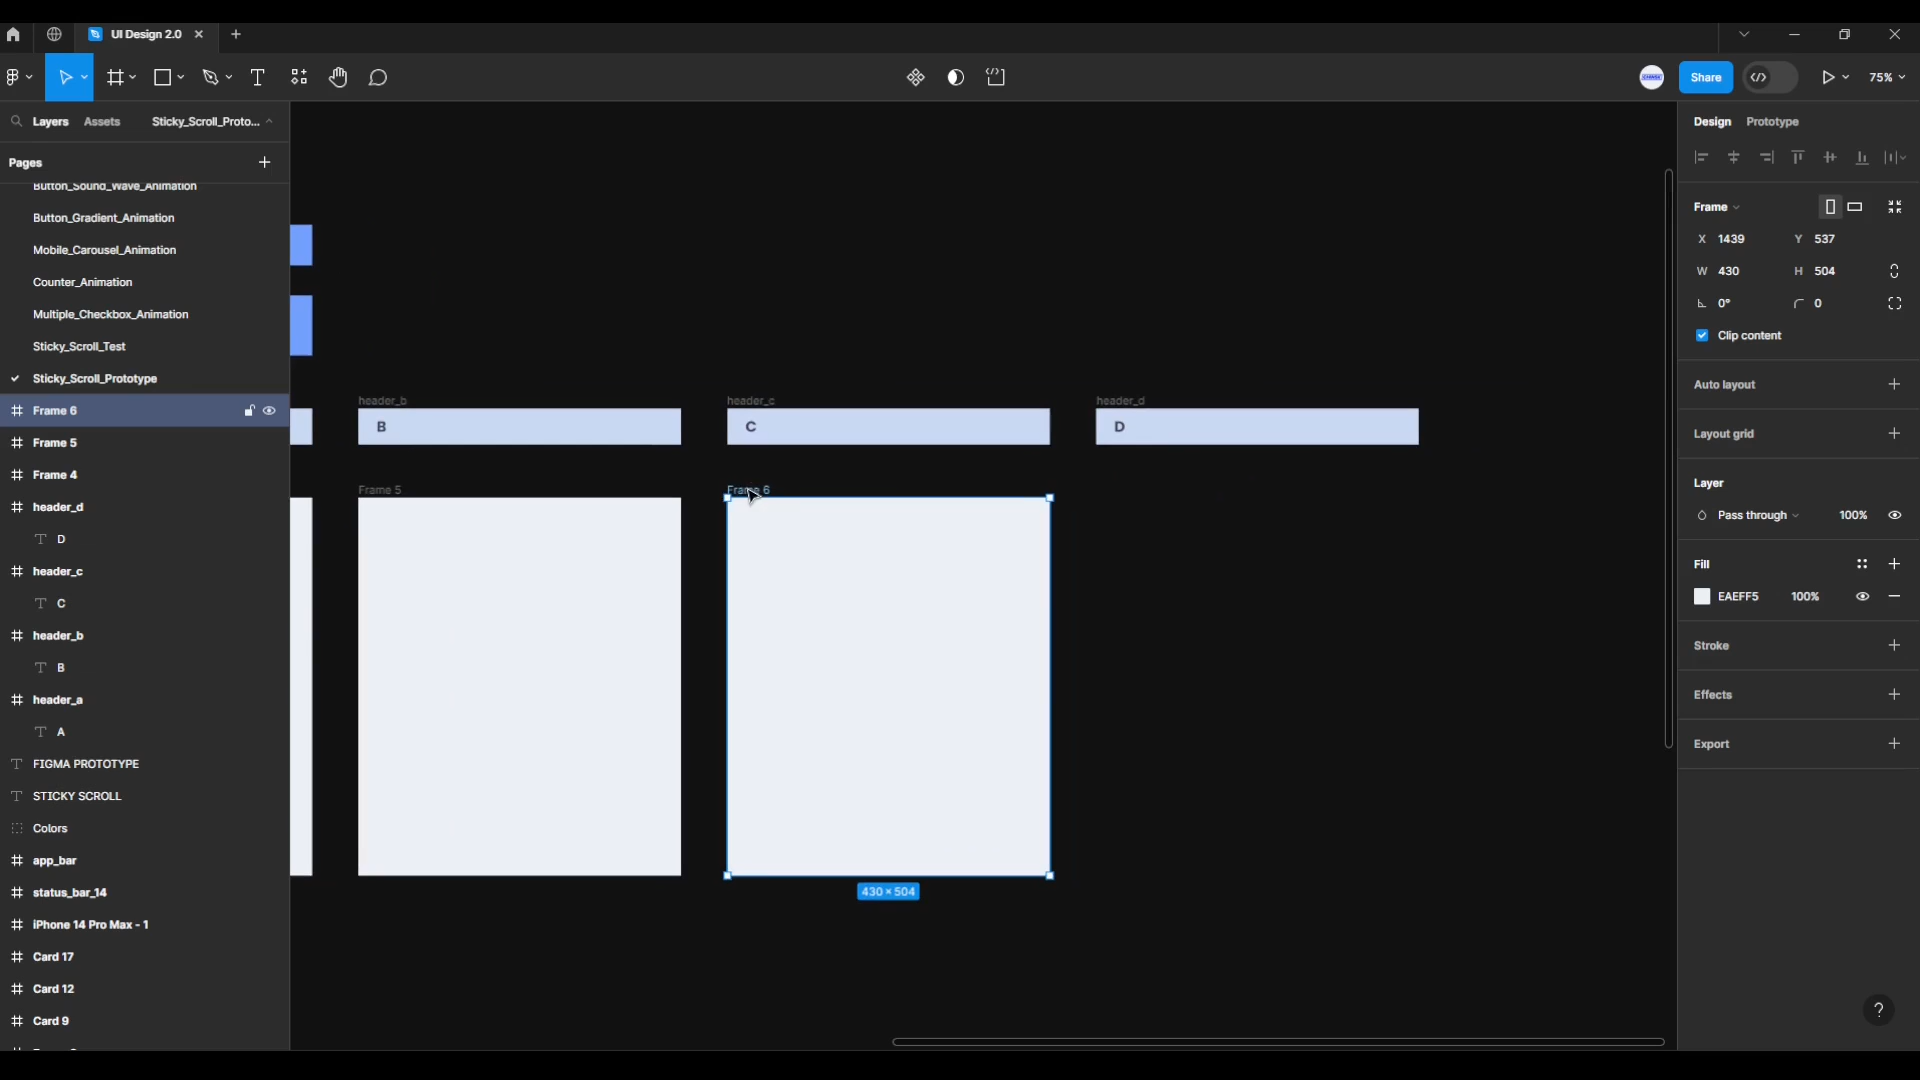 UI Design 2.0
Share
75%
Layers
Assets
Sticky_Scroll_Proto...
Pages
Button_Sound_Wave_Animation
Button_Gradient_Animation
Mobile_Carousel_Animation
Counter_Animation
Multiple_Checkbox_Animation
Sticky_Scroll_Test
Sticky_Scroll_Prototype
Frame 6
Frame 5
Frame 4
header_d
D
header_c
C
header_b
B
header_a
A
FIGMA PROTOTYPE
STICKY SCROLL
Colors
app_bar
status_bar_14
iPhone 14 Pro Max - 1
Card 17
Card 12
Card 9
header_b
header_c
header_d
B
C
D
Frame 5
Frame 6
430 × 504
Design
Prototype
Frame
X 1439
Y 537
W 430
H 504
0°
0
Clip content
Auto layout
Layout grid
Layer
Pass through
100%
Fill
EAEFF5
100%
Stroke
Effects
Export
?